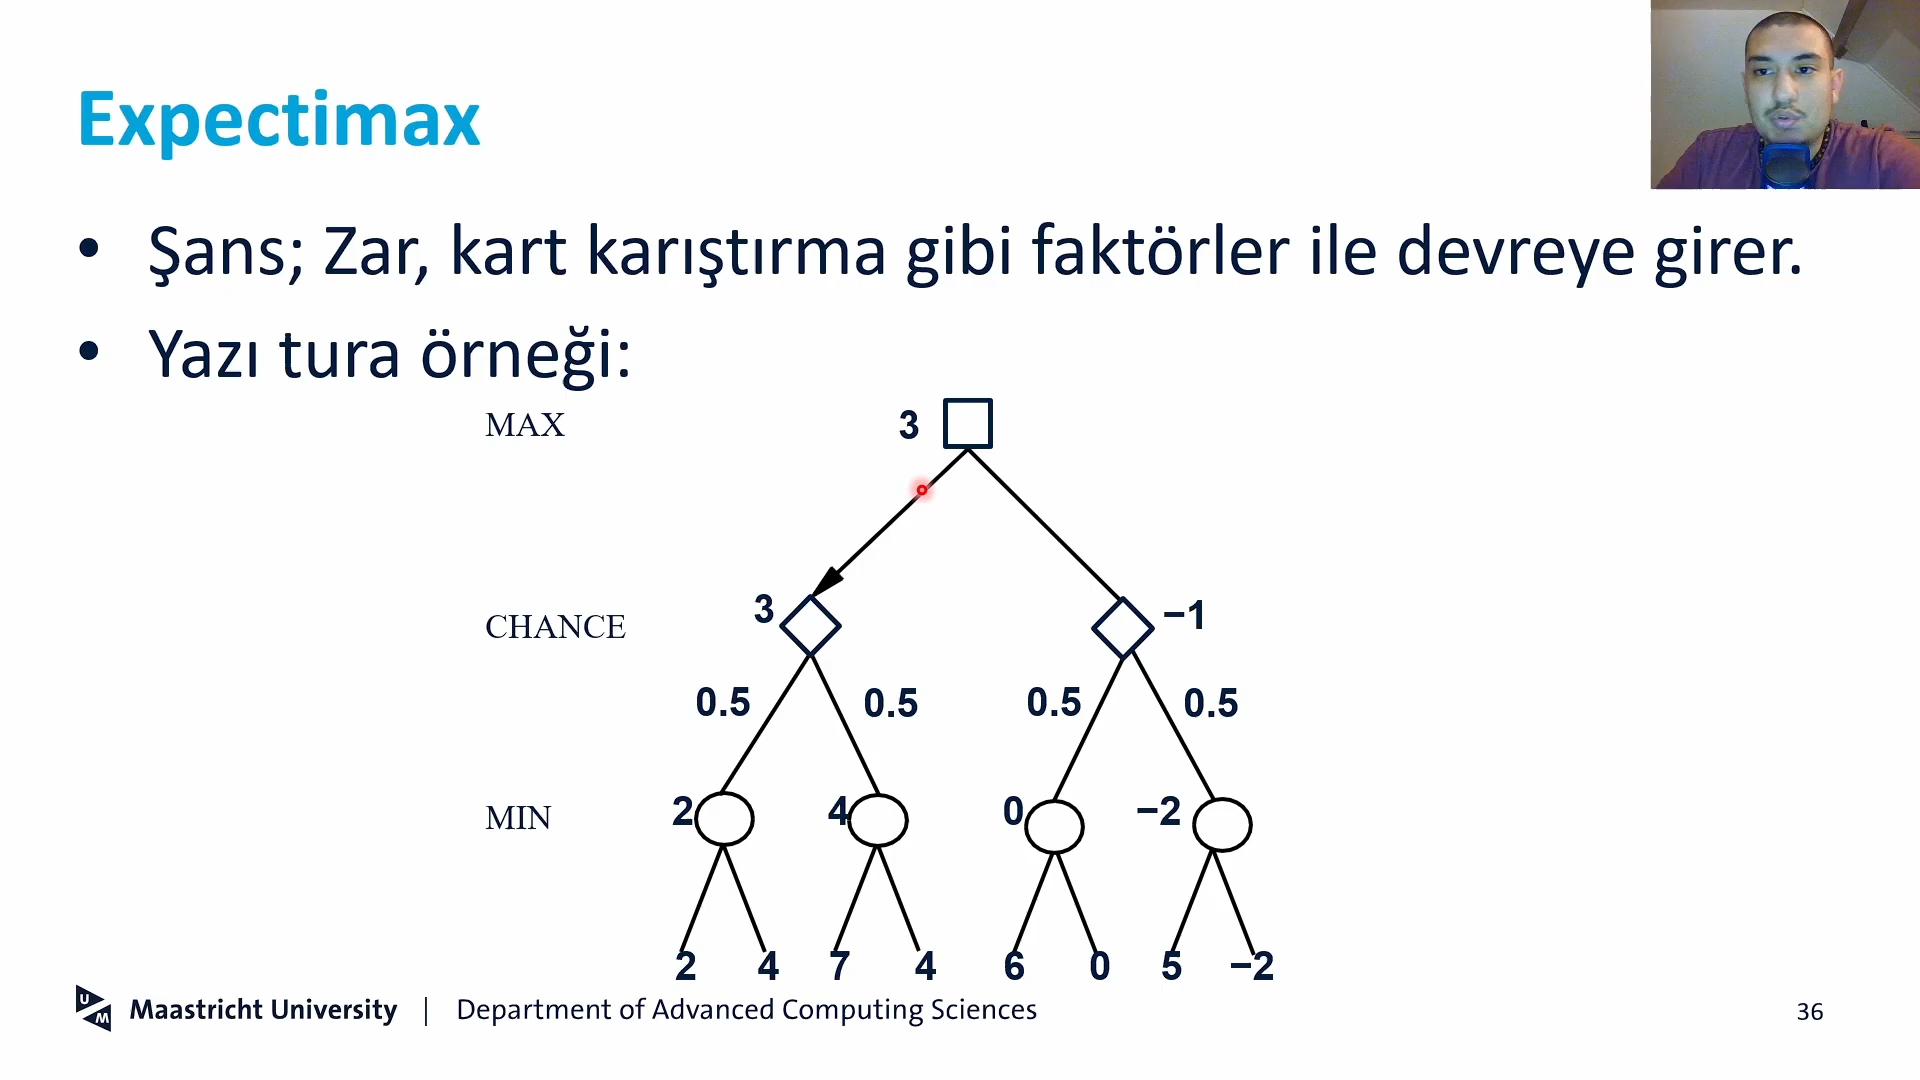 Expectimax
• Şans; Zar, kart karıştırma gibi faktörler ile devreye girer.
• Yazı tura örneği:
MAX 3
CHANCE 3 −1
0.5 0.5 0.5 0.5
MIN 2 4 0 −2
2 4 7 4 6 0 5 −2
UM Maastricht University | Department of Advanced Computing Sciences 36